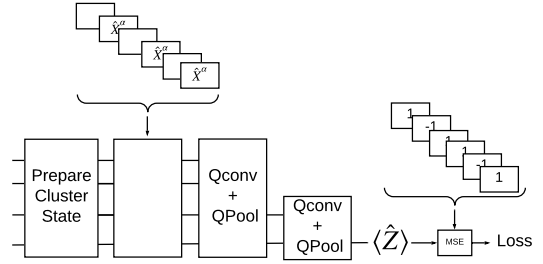 X̂^α
X̂^α
X̂^α
1
-1
1
1
-1
1
Prepare
Cluster
State
Qconv
+
QPool
Qconv
+
QPool
⟨Ẑ⟩
MSE
Loss